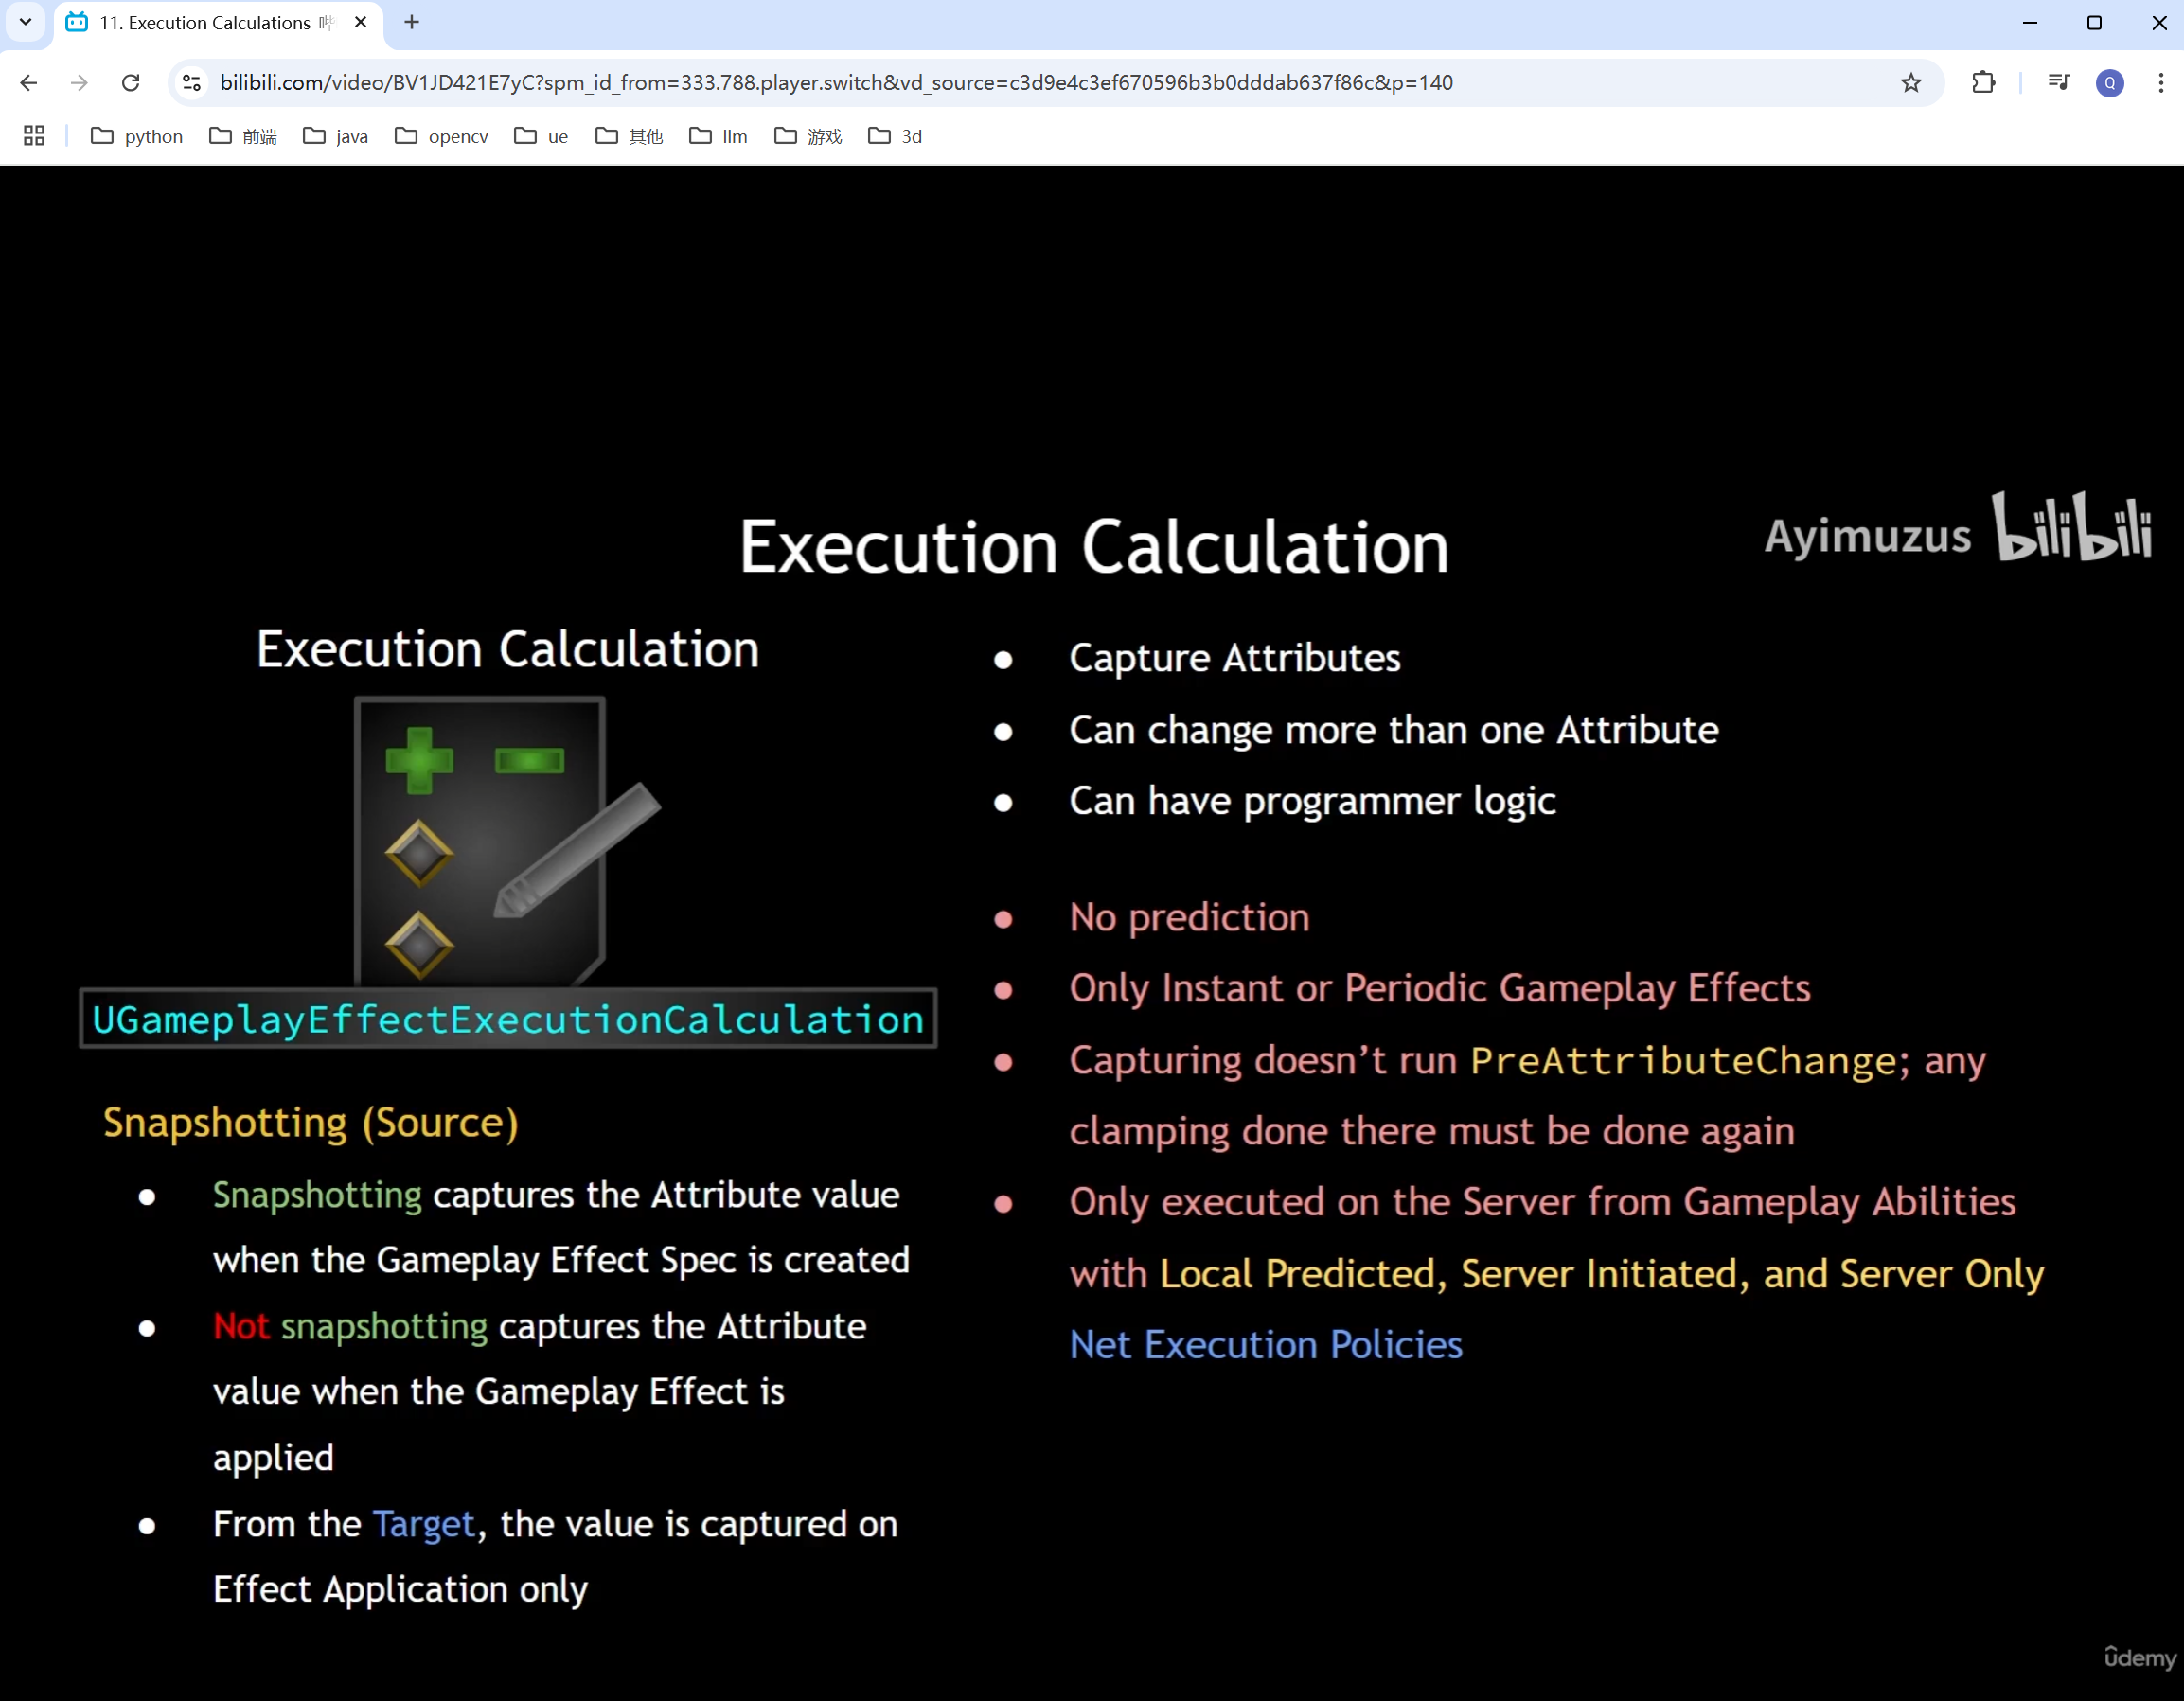 11. Execution Calculations 哔
bilibili.com/video/BV1JD421E7yC?spm_id_from=333.788.player.switch&vd_source=c3d9e4c3ef670596b3b0dddab637f86c&p=140
Q
python 前端 java opencv ue 其他 llm 游戏 3d
Execution Calculation
Ayimuzus bilibili
Execution Calculation
UGameplayEffectExecutionCalculation
Snapshotting (Source)
● Snapshotting captures the Attribute value
when the Gameplay Effect Spec is created
● Not snapshotting captures the Attribute
value when the Gameplay Effect is
applied
● From the Target, the value is captured on
Effect Application only
● Capture Attributes
● Can change more than one Attribute
● Can have programmer logic
● No prediction
● Only Instant or Periodic Gameplay Effects
● Capturing doesn’t run PreAttributeChange; any
clamping done there must be done again
● Only executed on the Server from Gameplay Abilities
with Local Predicted, Server Initiated, and Server Only
Net Execution Policies
ûdemy